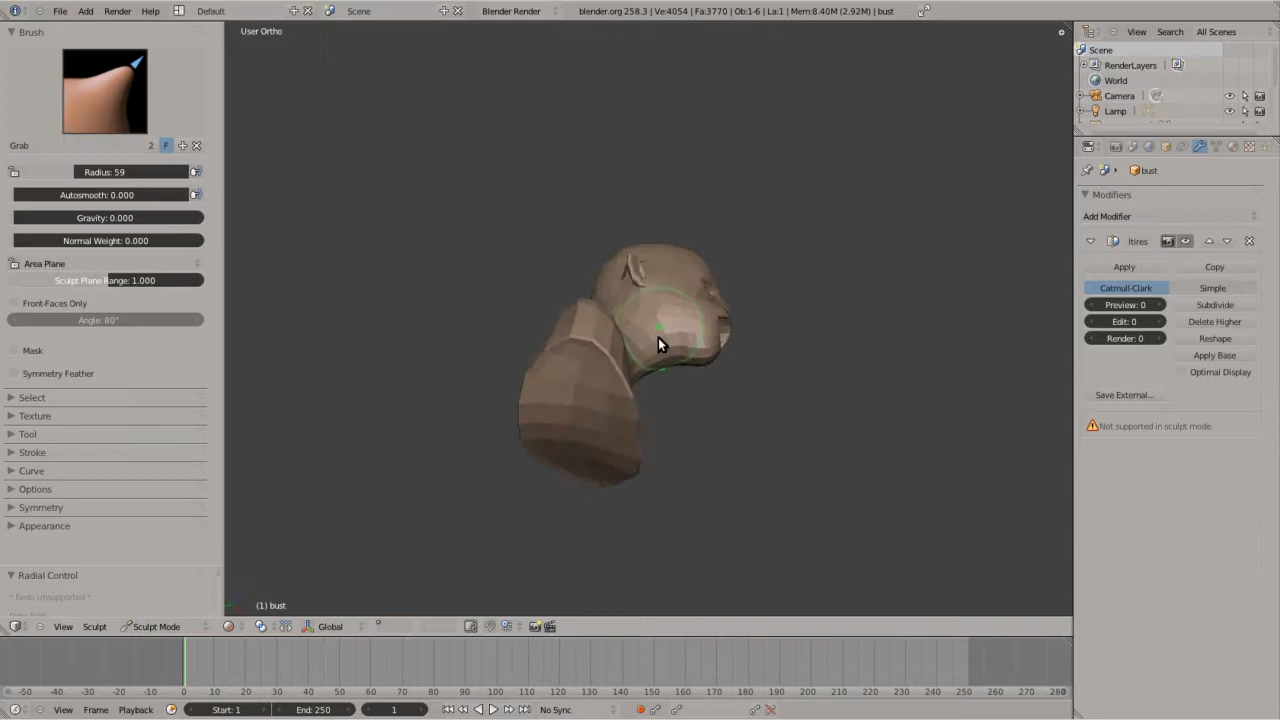 File Add Render Help Default Scene Blender Render blender.org 258.3 | Ve:4054 | Fa:3770 | Ob:1-6 | La:1 | Mem:8.40M (2.92M) | bust
Brush
Grab 2 F
Radius: 59
Autosmooth: 0.000
Gravity: 0.000
Normal Weight: 0.000
Area Plane
Sculpt Plane Range: 1.000
Front-Faces Only
Angle: 80°
Mask
Symmetry Feather
Select
Texture
Tool
Stroke
Curve
Options
Symmetry
Appearance
Radial Control
* Redo Unsupported *
User Ortho
(1) bust
View Search All Scenes
Scene
RenderLayers
World
Camera
Lamp
bust
Modifiers
Add Modifier
ltires
Apply Copy
Catmull-Clark Simple
Preview: 0 Subdivide
Edit: 0 Delete Higher
Render: 0 Reshape
Apply Base
Optimal Display
Save External...
Not supported in sculpt mode.
View Sculpt Sculpt Mode Global
-50 -40 -30 -20 -10 0 10 20 30 40 50 60 70 80 90 100 110 120 130 140 150 160 170 180 190 200 210 220 230 240 250 260 270 280
View Frame Playback Start: 1 End: 250 1 No Sync